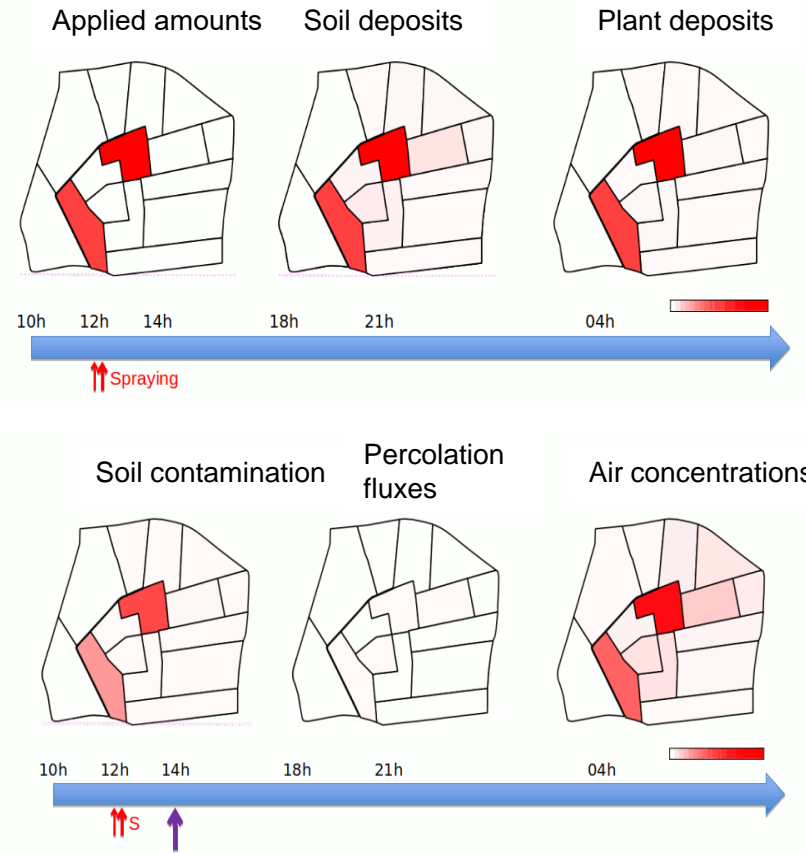 Applied amounts
Soil deposits
Plant deposits
10h
12h
14h
18h
21h
04h
Spraying
Soil contamination
Percolation
fluxes
Air concentrations
10h
12h
14h
18h
21h
04h
S